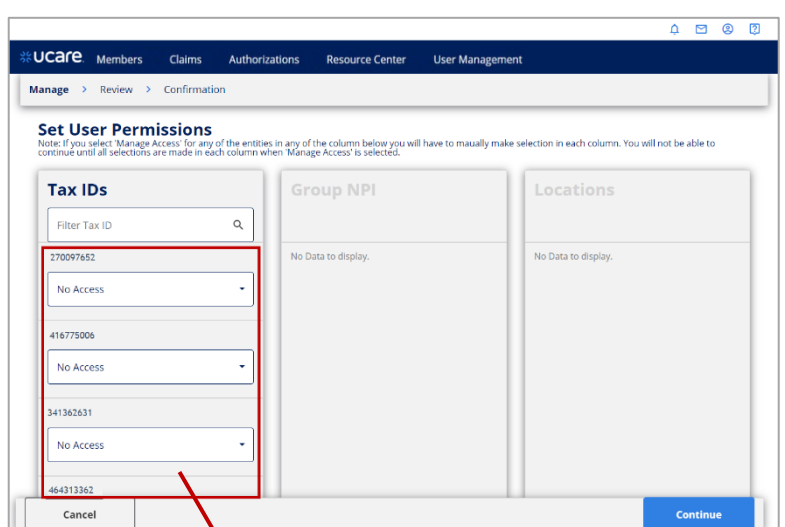 ucare Members Claims Authorizations Resource Center User Management
Manage > Review > Confirmation
Set User Permissions
Note: If you select 'Manage Access' for any of the entities in any of the column below you will have to maually make selection in each column. You will not be able to
continue until all selections are made in each column when 'Manage Access' is selected.
Tax IDs
Filter Tax ID
270097652
No Access
416775006
No Access
341362631
No Access
464313362
Group NPI
No Data to display.
Locations
No Data to display.
Cancel
Continue